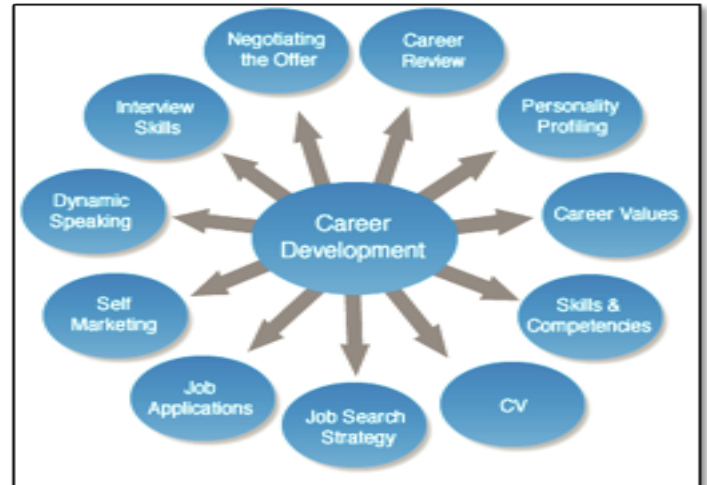 Negotiating
the Offer
Career
Review
Interview
Skills
Personality
Profiling
Dynamic
Speaking
Career
Development
Career Values
Self
Marketing
Skills &
Competencies
Job
Applications
Job Search
Strategy
CV